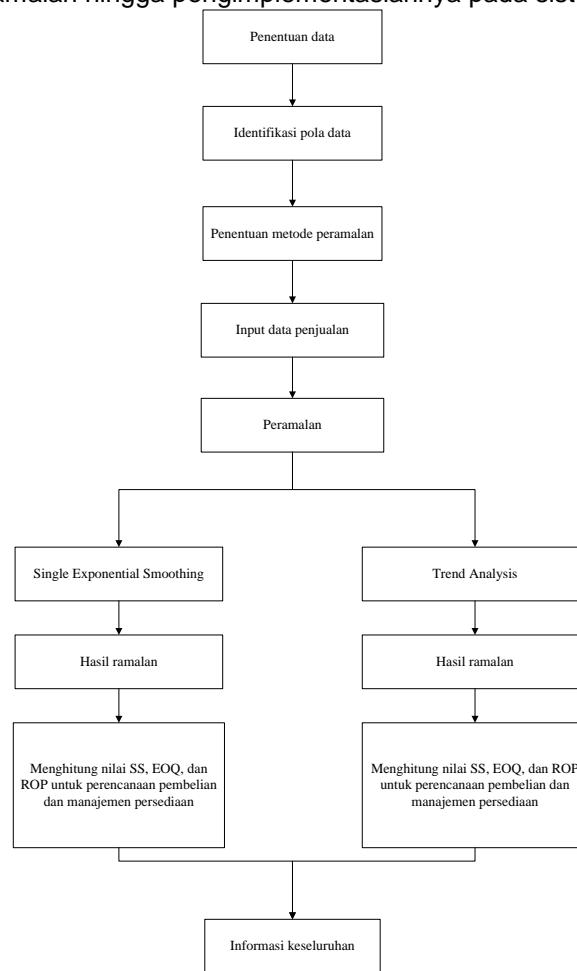 hingga pengimplementasiannya pada
Penentuan data
Identifikasi pola data
Penentuan metode peramalan
Input data penjualan
Peramalan
Single Exponential Smoothing
Trend Analysis
Hasil ramalan
Hasil ramalan
Menghitung nilai SS, EOQ, dan
ROP untuk perencanaan pembelian
dan manajemen persediaan
Menghitung nilai SS, EOQ, dan ROP
untuk perencanaan pembelian dan
manajemen persediaan
Informasi keseluruhan